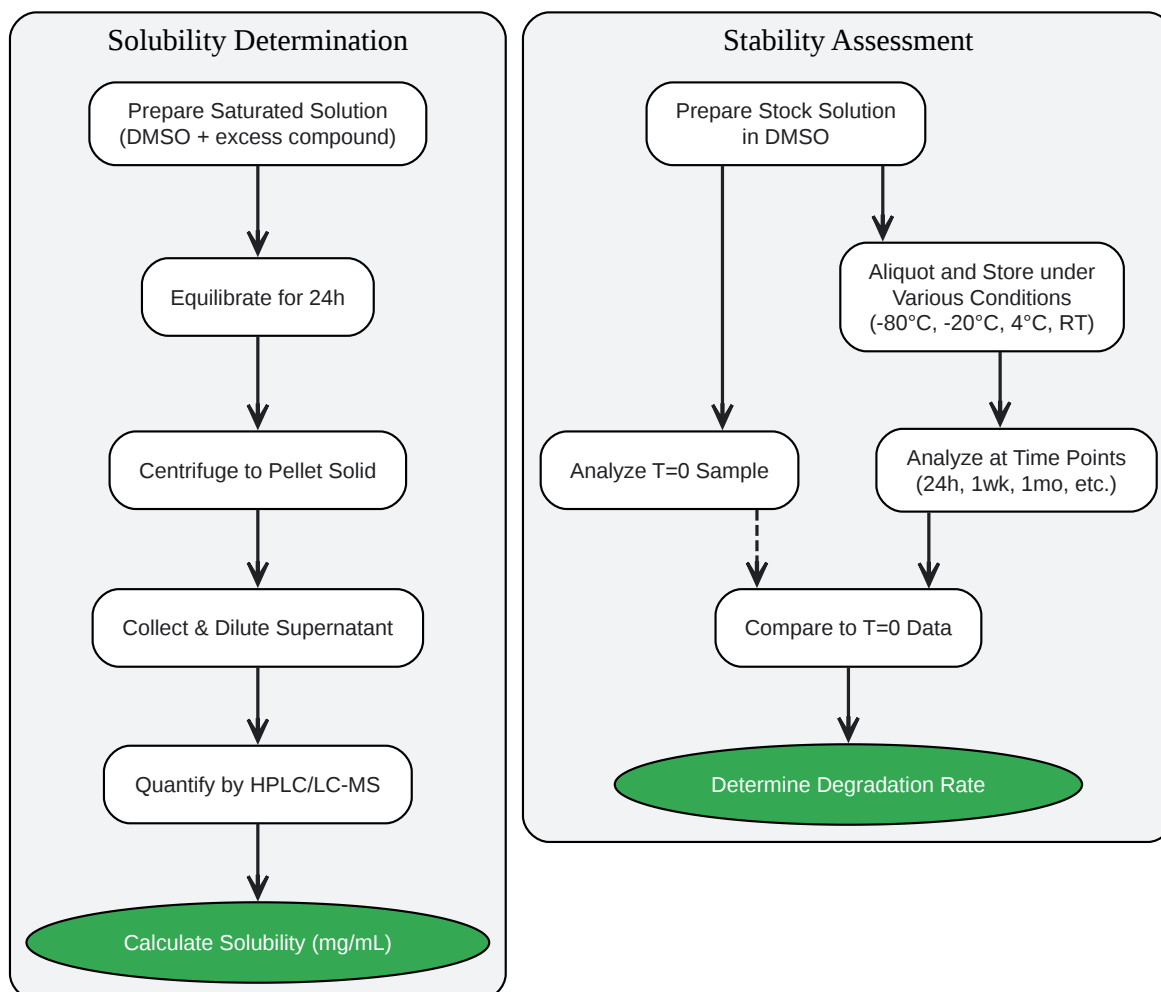 Solubility Determination
Prepare Saturated Solution
(DMSO + excess compound)
Equilibrate for 24h
Centrifuge to Pellet Solid
Collect & Dilute Supernatant
Quantify by HPLC/LC-MS
Calculate Solubility (mg/mL)
Stability Assessment
Prepare Stock Solution
in DMSO
Aliquot and Store under
Various Conditions
(-80°C, -20°C, 4°C, RT)
Analyze T=0 Sample
Analyze at Time Points
(24h, 1wk, 1mo, etc.)
Compare to T=0 Data
Determine Degradation Rate